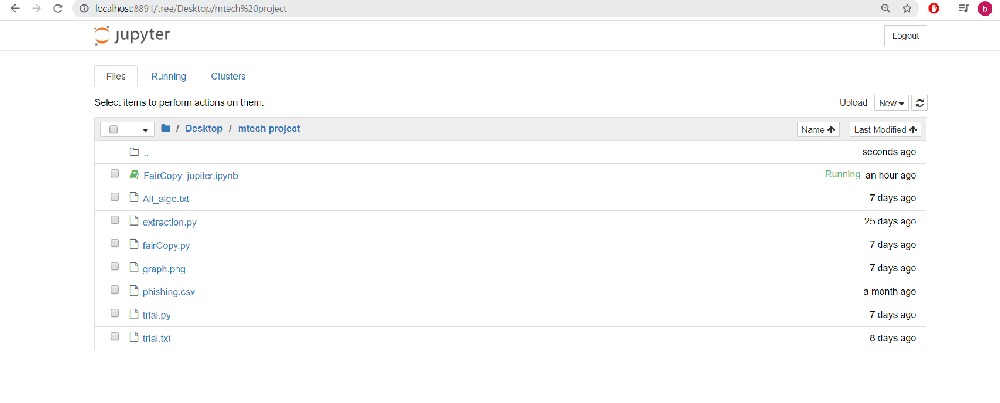 localhost:8891/tree/Desktop/mtech%20project
b
jupyter
Logout
Files Running Clusters
Select items to perform actions on them.
Upload New
/ Desktop / mtech project
Name Last Modified
.. seconds ago
FairCopy_jupiter.ipynb Running an hour ago
All_algo.txt 7 days ago
extraction.py 25 days ago
fairCopy.py 7 days ago
graph.png 7 days ago
phishing.csv a month ago
trial.py 7 days ago
trial.txt 8 days ago